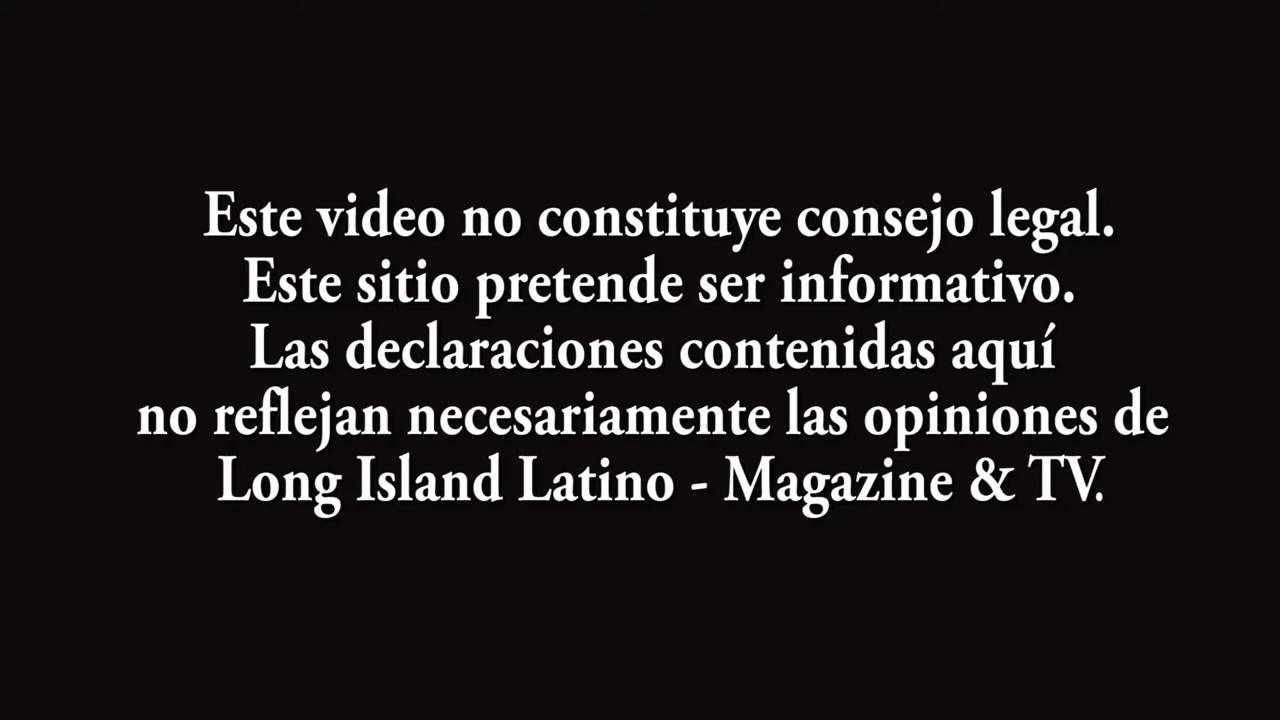 Este video no constituye consejo legal.
Este sitio pretende ser informativo.
Las declaraciones contenidas aquí
no reflejan necesariamente las opiniones de
Long Island Latino - Magazine & TV.